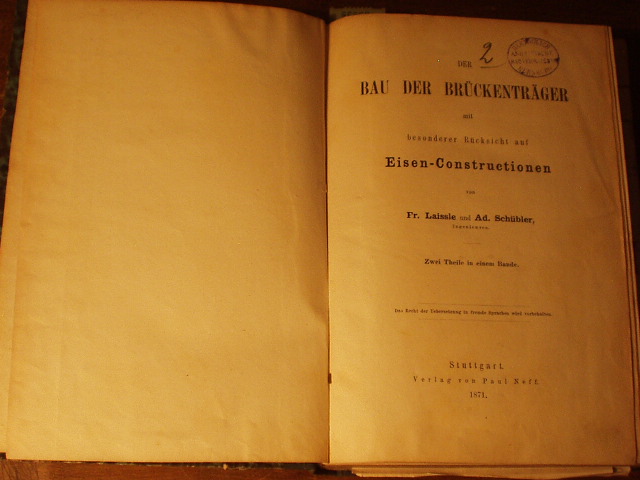 2
DER
BAU DER BRÜCKENTRÄGER
mit
besonderer Rücksicht auf
Eisen-Constructionen
von
Fr. Laissle und Ad. Schübler,
Ingenieuren.
Zwei Theile in einem Bande.
Das Recht der Uebersetzung in fremde Sprachen wird vorbehalten.
Stuttgart.
Verlag von Paul Neff.
1871.